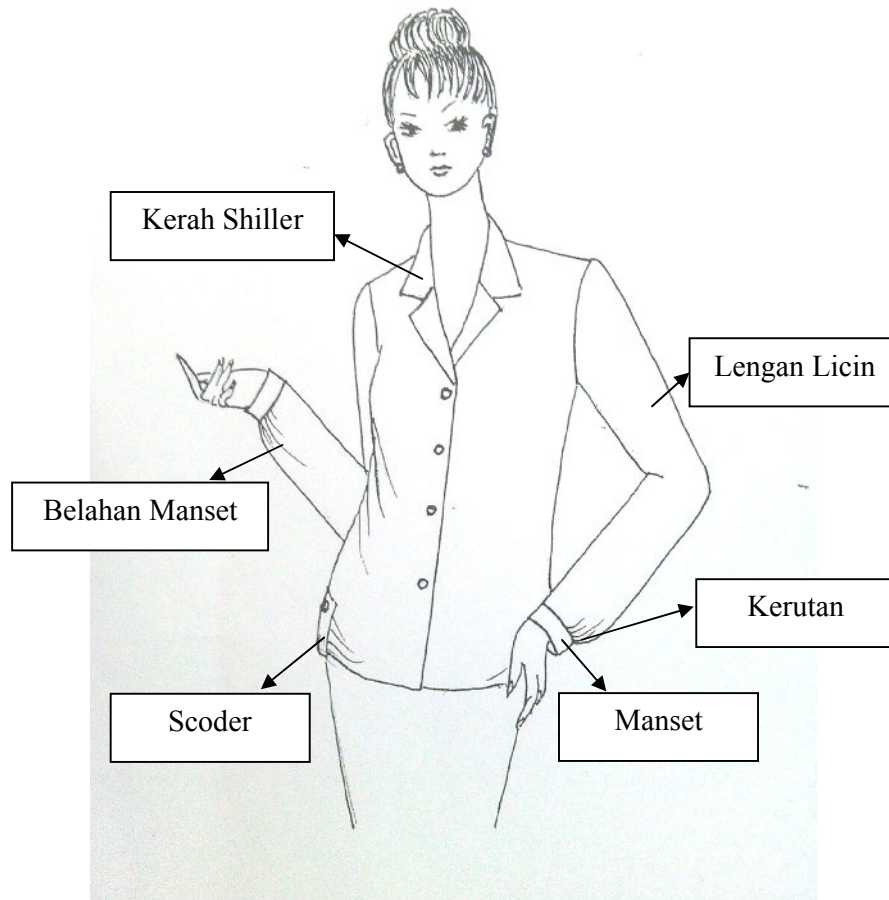 Kerah Shiller
Lengan Licin
Belahan Manset
Kerutan
Scoder
Manset